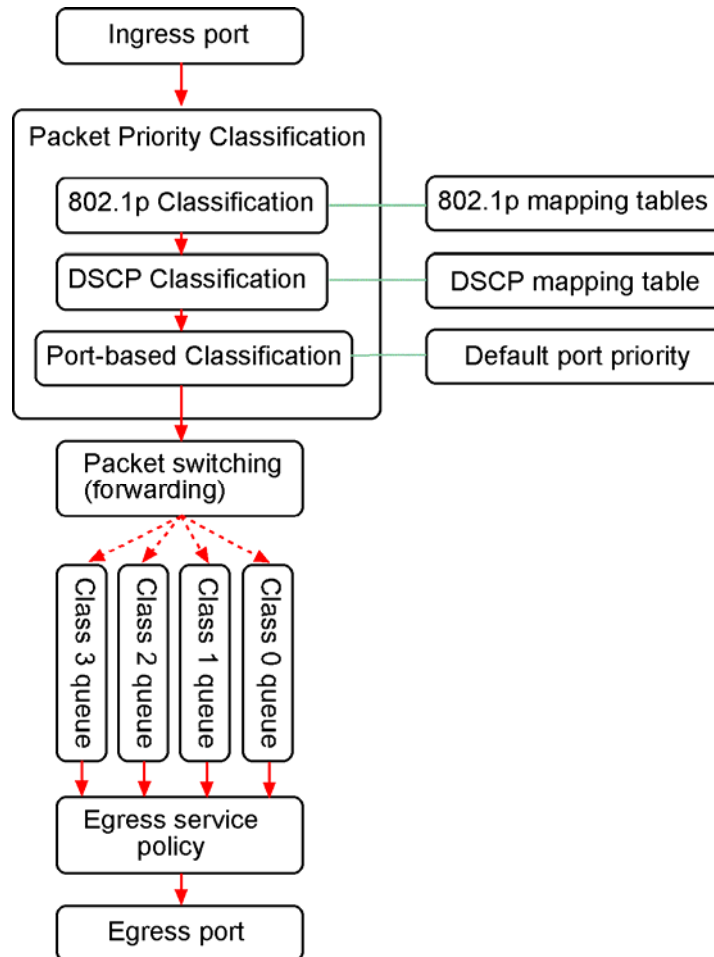 Ingress port
Packet Priority Classification
802.1p Classification
802.1p mapping tables
DSCP Classification
DSCP mapping table
Port-based Classification
Default port priority
Packet switching
(forwarding)
Class 3 queue
Class 2 queue
Class 1 queue
Class 0 queue
Egress service
policy
Egress port